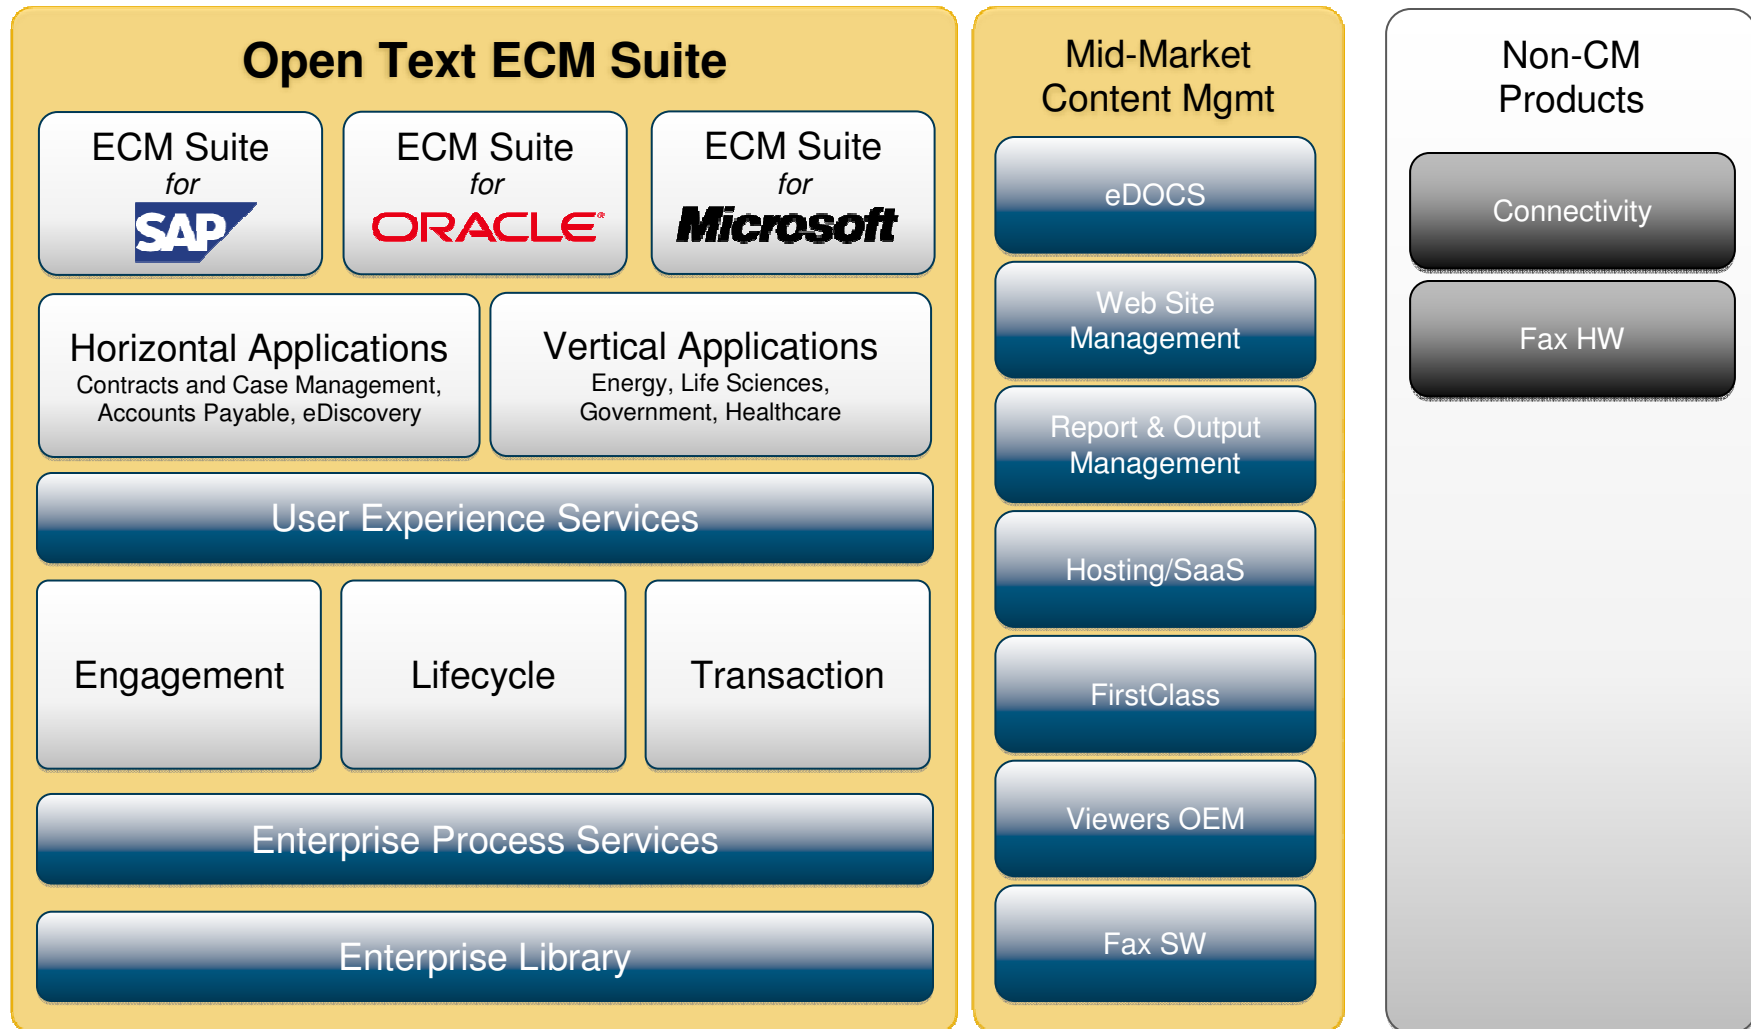 Open Text ECM Suite
ECM Suite
for
SAP
ECM Suite
for
ORACLE®
ECM Suite
for
Microsoft
Horizontal Applications
Contracts and Case Management,
Accounts Payable, eDiscovery
Vertical Applications
Energy, Life Sciences,
Government, Healthcare
User Experience Services
Engagement
Lifecycle
Transaction
Enterprise Process Services
Enterprise Library
Mid-Market
Content Mgmt
eDOCS
Web Site
Management
Report & Output
Management
Hosting/SaaS
FirstClass
Viewers OEM
Fax SW
Non-CM
Products
Connectivity
Fax HW